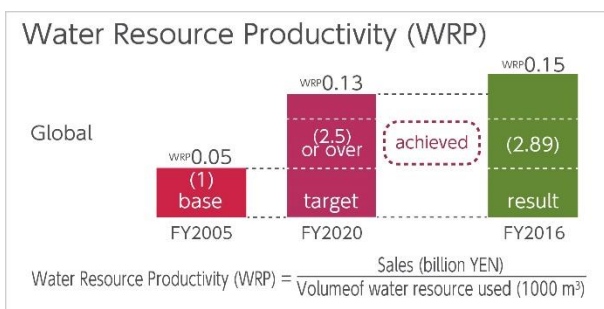 Water Resource Productivity (WRP)
WRP0.15
WRP0.13
Global
(2.5)
or over
achieved
(2.89)
WRP0.05
(1)
base
target
result
FY2005
FY2020
FY2016
Water Resource Productivity (WRP) = Sales (billion YEN)
Volumeof water resource used (1000 m³)